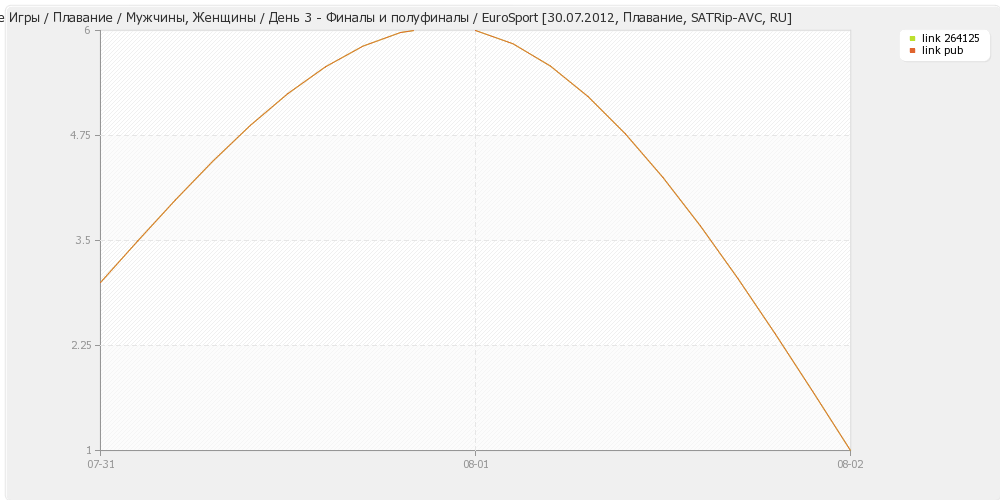 е Игры / Плавание / Мужчины, Женщины / День 3 - Финалы и полуфиналы / EuroSport [30.07.2012, Плавание, SATRip-AVC, RU]
link 264125
link pub
6
4.75
3.5
2.25
1
07-31
08-01
08-02